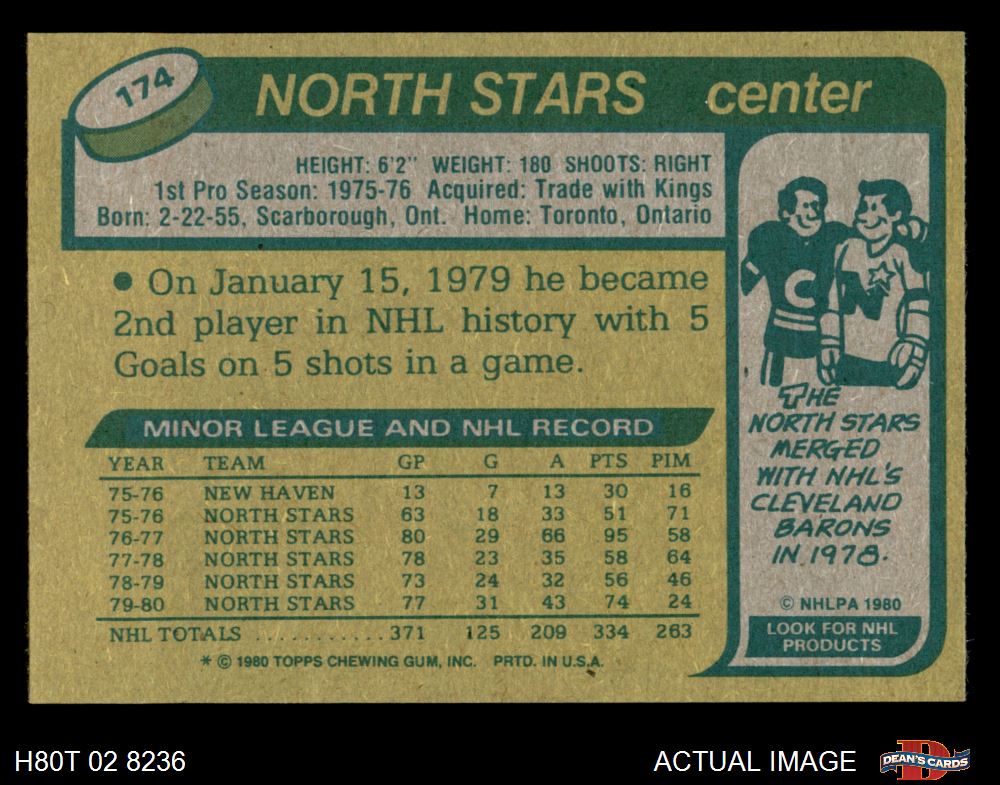 174
NORTH STARS center
HEIGHT: 6'2" WEIGHT: 180 SHOOTS: RIGHT
1st Pro Season: 1975-76 Acquired: Trade with Kings
Born: 2-22-55, Scarborough, Ont. Home: Toronto, Ontario
● On January 15, 1979 he became
2nd player in NHL history with 5
Goals on 5 shots in a game.
MINOR LEAGUE AND NHL RECORD
YEAR TEAM GP G A PTS PIM
75-76 NEW HAVEN 13 7 13 30 16
75-76 NORTH STARS 63 18 33 51 71
76-77 NORTH STARS 80 29 66 95 58
77-78 NORTH STARS 78 23 35 58 64
78-79 NORTH STARS 73 24 32 56 46
79-80 NORTH STARS 77 31 43 74 24
NHL TOTALS ............371 125 209 334 263
* © 1980 TOPPS CHEWING GUM, INC. PRTD. IN U.S.A.
C
N
THE
NORTH STARS
MERGED
WITH NHL'S
CLEVELAND
BARONS
IN 1978.
© NHLPA 1980
LOOK FOR NHL
PRODUCTS
H80T 02 8236
ACTUAL IMAGE
D
DEAN'S CARDS